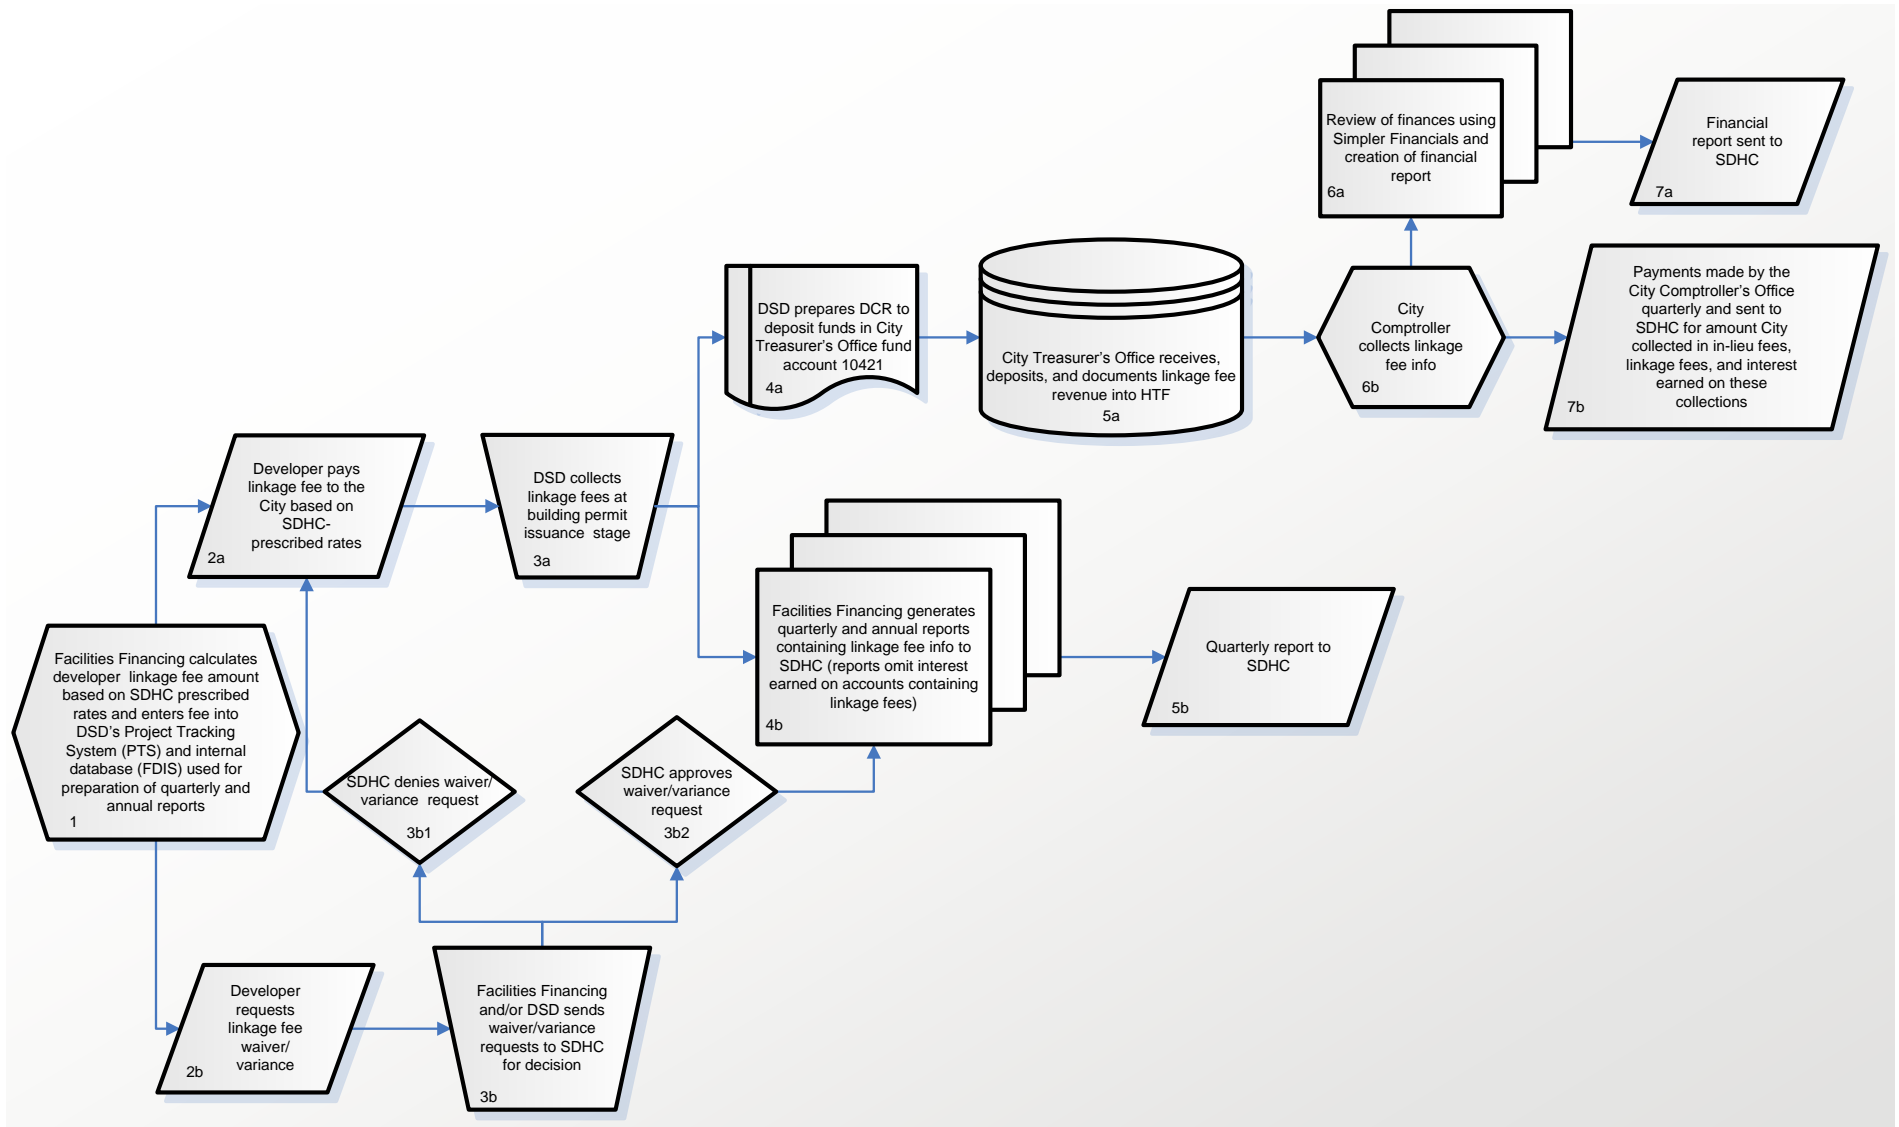 Facilities Financing calculates
developer linkage fee amount
based on SDHC prescribed
rates and enters fee into
DSD's Project Tracking
System (PTS) and internal
database (FDIS) used for
preparation of quarterly and
annual reports
1
Developer pays
linkage fee to the
City based on
SDHC-
prescribed rates
2a
Developer
requests
linkage fee
waiver/
variance
2b
DSD collects
linkage fees at
building permit
issuance stage
3a
Facilities Financing
and/or DSD sends
waiver/variance
requests to SDHC
for decision
3b
SDHC denies waiver/
variance request
3b1
SDHC approves
waiver/variance
request
3b2
DSD prepares DCR to
deposit funds in City
Treasurer's Office fund
account 10421
4a
Facilities Financing generates
quarterly and annual reports
containing linkage fee info to
SDHC (reports omit interest
earned on accounts containing
linkage fees)
4b
City Treasurer's Office receives,
deposits, and documents linkage fee
revenue into HTF
5a
Quarterly report to
SDHC
5b
Review of finances using
Simpler Financials and
creation of financial
report
6a
City
Comptroller
collects linkage
fee info
6b
Financial
report sent to
SDHC
7a
Payments made by the
City Comptroller's Office
quarterly and sent to
SDHC for amount City
collected in in-lieu fees,
linkage fees, and interest
earned on these
collections
7b